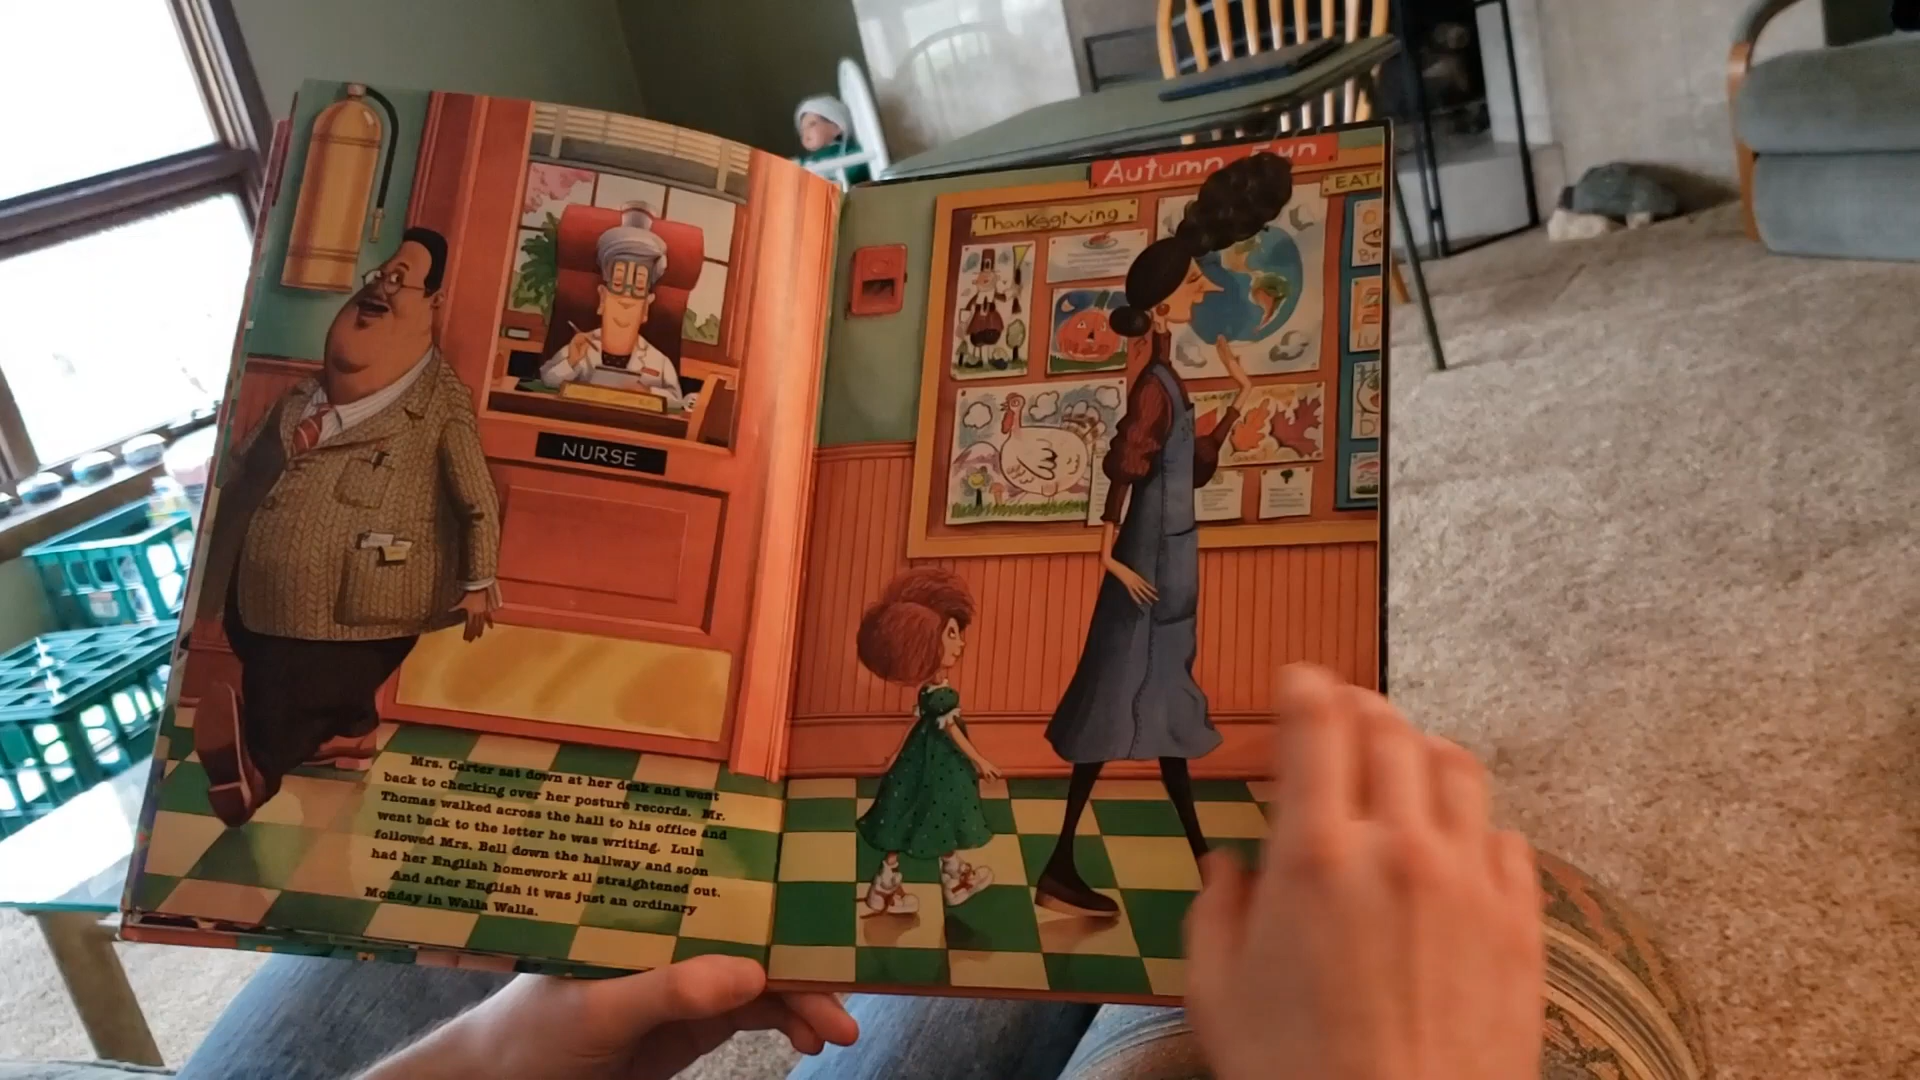 Autumn Fun
EATI
Thanksgiving
NURSE
Mrs. Carter sat down at her desk and went
back to checking over her posture records. Mr.
Thomas walked across the hall to his office and
went back to the letter he was writing. Lulu
followed Mrs. Bell down the hallway and soon
had her English homework all straightened out.
And after English it was just an ordinary
Monday in Walla Walla.